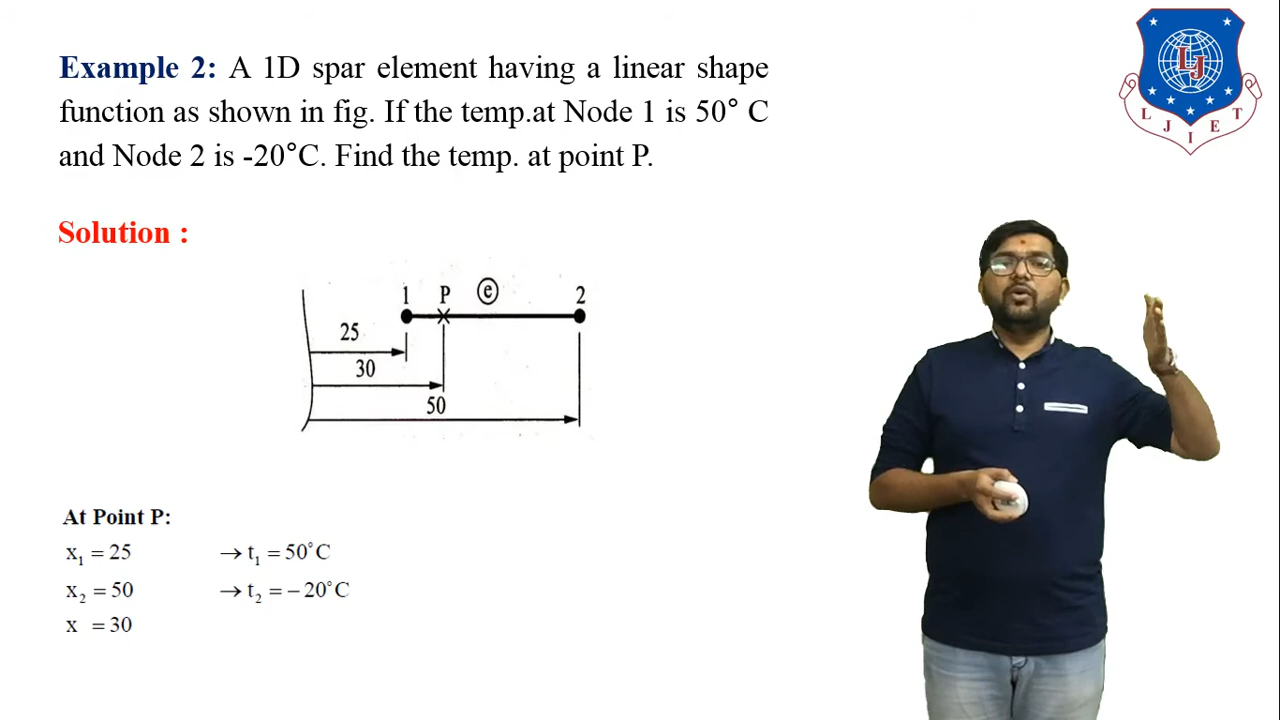 Example 2: A 1D spar element having a linear shape
function as shown in fig. If the temp.at Node 1 is 50° C
and Node 2 is -20°C. Find the temp. at point P.
Solution :
1 P e 2
25
30
50
At Point P:
x₁ = 25 → t₁ = 50°C
x₂ = 50 → t₂ = − 20°C
x = 30
LJ
L J I E T